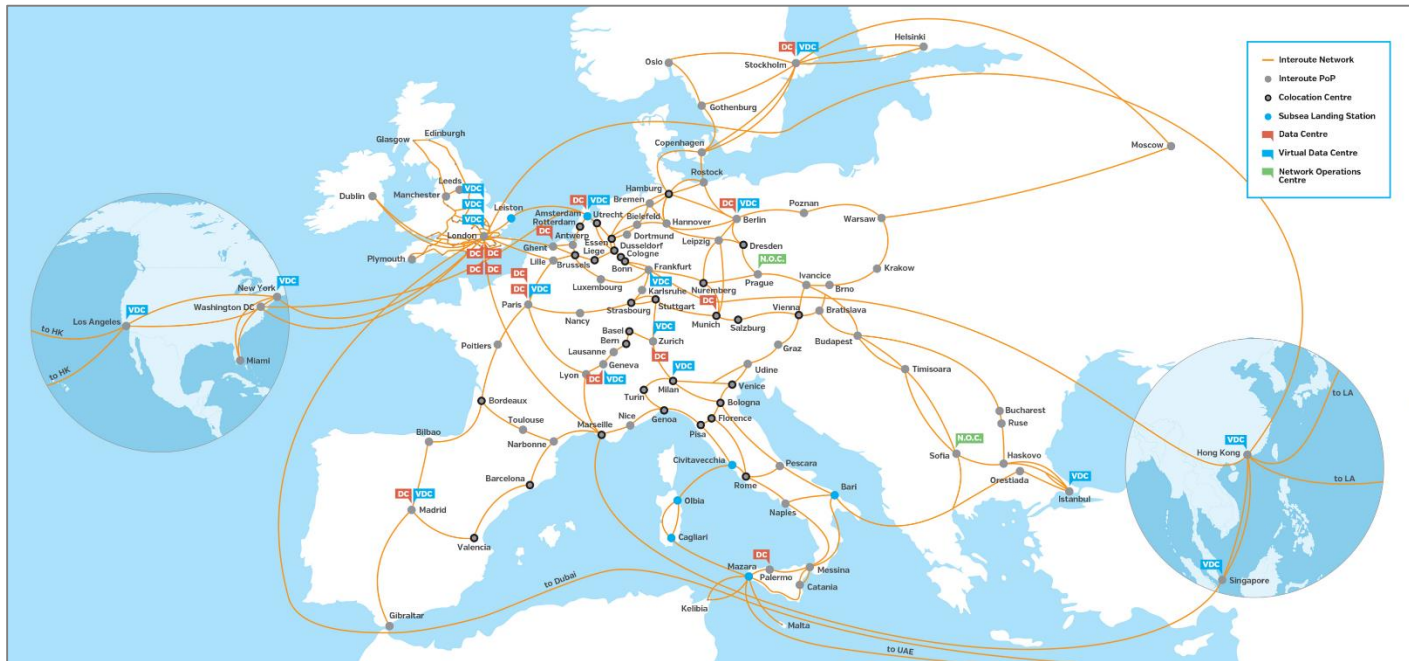 Helsinki
DC VDC
Stockholm
Oslo
Gothenburg
Moscow
Copenhagen
Rostock
Edinburgh
Glasgow
Leeds
VDC
Manchester
VDC
VDC
Dublin
Leiston
London
Plymouth
DC DC
DC DC
Hamburg
Bremen
DC VDC
Amsterdam
Utrecht
Rotterdam
DC
Antwerp
Ghent
Bielefeld
Hannover
Dortmund
Essen
Dusseldorf
Liege
Cologne
Brussels
Bonn
Lille
DC VDC
Berlin
Poznan
Warsaw
Leipzig
Dresden
N.O.C.
Prague
Krakow
Frankfurt
VDC
Luxembourg
Karlsruhe
Nuremberg
Ivancice
Brno
DC
DC VDC
Paris
Nancy
Strasbourg
Stuttgart
DC
Munich
Salzburg
Vienna
Bratislava
Budapest
Basel
Bern
VDC
Zurich
DC
Lausanne
Geneva
Lyon
DC VDC
Poitlers
Graz
Udine
VDC
Milan
Venice
Turin
Bologna
Genoa
Florence
Pisa
Nice
Marseille
Bordeaux
Toulouse
Narbonne
Bilbao
Barcelona
DC VDC
Madrid
Valencia
Gibraltar
Timisoara
Bucharest
Ruse
N.O.C.
Sofia
Haskovo
Orestiada
VDC
Istanbul
Civitavecchia
Rome
Pescara
Bari
Naples
Olbia
Cagliari
DC
Mazara
Palermo
Messina
Catania
Kelibia
Malta
to Dubai
to UAE
VDC
New York
VDC
Washington DC
Los Angeles
Miami
to HK
to HK
to LA
VDC
Hong Kong
to LA
VDC
Singapore
Interoute Network
Interoute PoP
Colocation Centre
Subsea Landing Station
DC Data Centre
VDC Virtual Data Centre
N.O.C. Network Operations
Centre